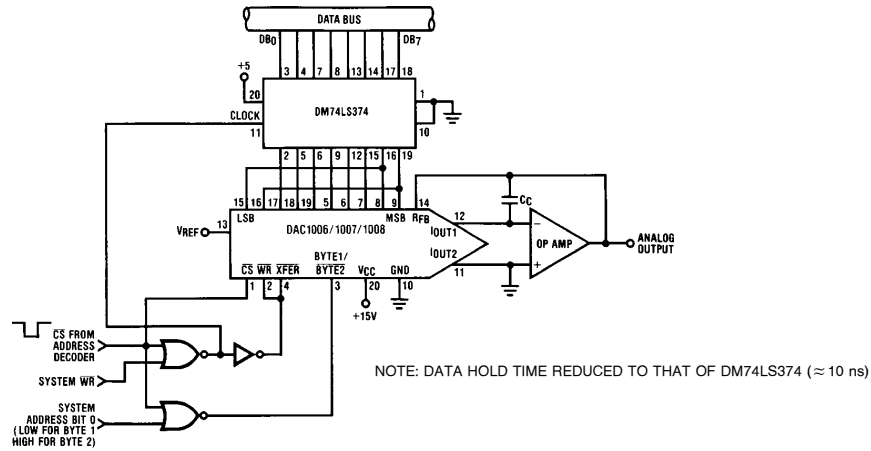 DATA BUS
DB0
DB7
3 4 7 8 13 14 17 18
+5
20
1
DM74LS374
CLOCK
11
10
2 5 6 9 12 15 16 19
15 16 17 18 19 5 6 7 8 9 14
LSB
MSB RFB
CC
VREF
13
DAC1006/1007/1008
IOUT1
12
IOUT2
11
−
+
OP AMP
ANALOG
OUTPUT
BYTE1/
CS WR XFER
BYTE2
VCC
GND
1 2 4
3
20
10
+15V
CS FROM
ADDRESS
DECODER
SYSTEM WR
SYSTEM
ADDRESS BIT 0
(LOW FOR BYTE 1
HIGH FOR BYTE 2)
NOTE: DATA HOLD TIME REDUCED TO THAT OF DM74LS374 (≈10 ns)